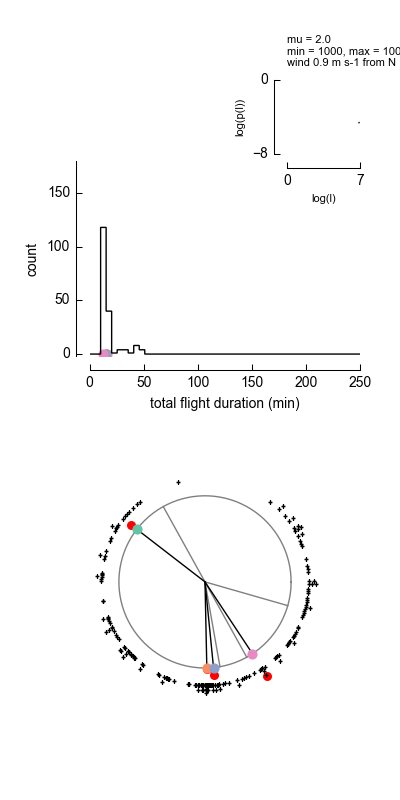 mu = 2.0
min = 1000, max = 100
wind 0.9 m s-1 from N
0
log(p(l))
−8
0 7
log(l)
150
100
50
0
count
0 50 100 150 200 250
total flight duration (min)